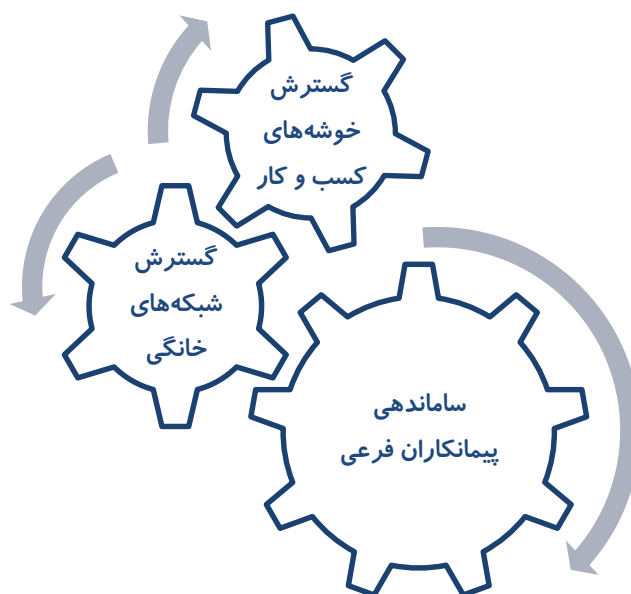 گسترش
خوشه‌های
کسب و کار
گسترش
شبکه‌های
خانگی
ساماندهی
پیمانکاران فرعی